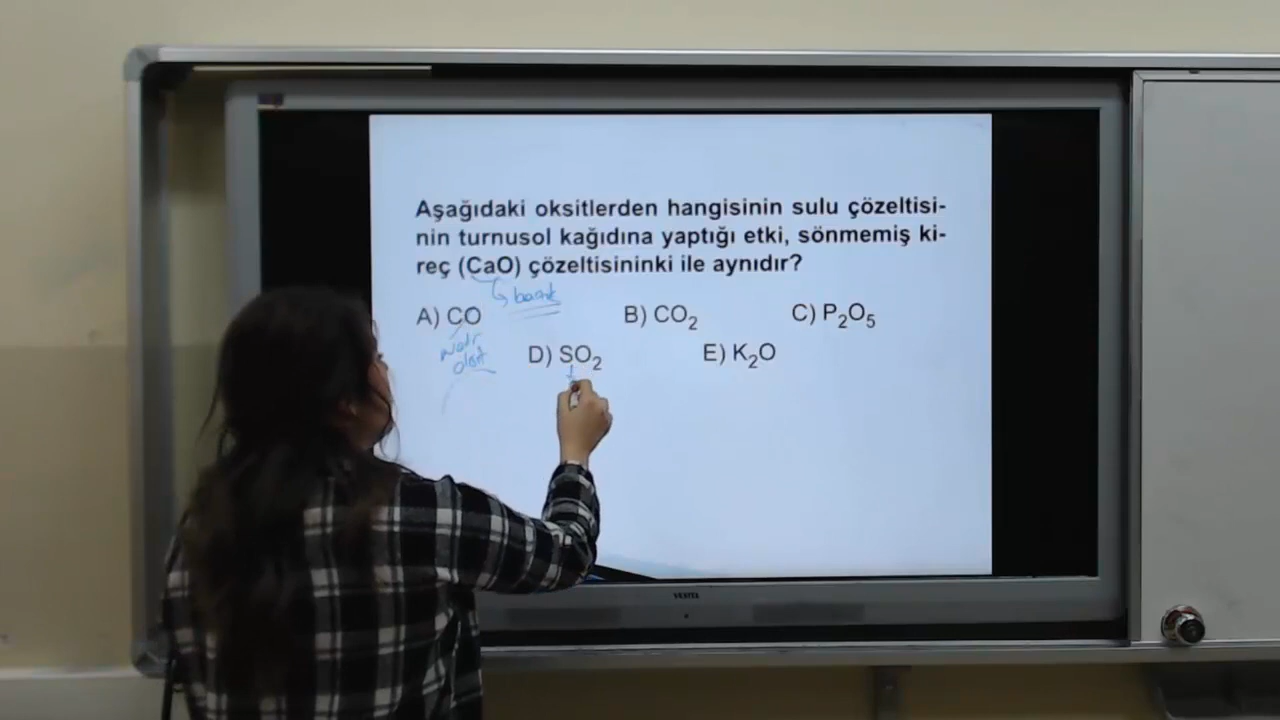 Aşağıdaki oksitlerden hangisinin sulu çözeltisi-
nin turnusol kağıdına yaptığı etki, sönmemiş ki-
reç (CaO) çözeltisininki ile aynıdır?
bazik
A) CO B) CO₂ C) P₂O₅
nötr
oksit
D) SO₂ E) K₂O
VESTEL